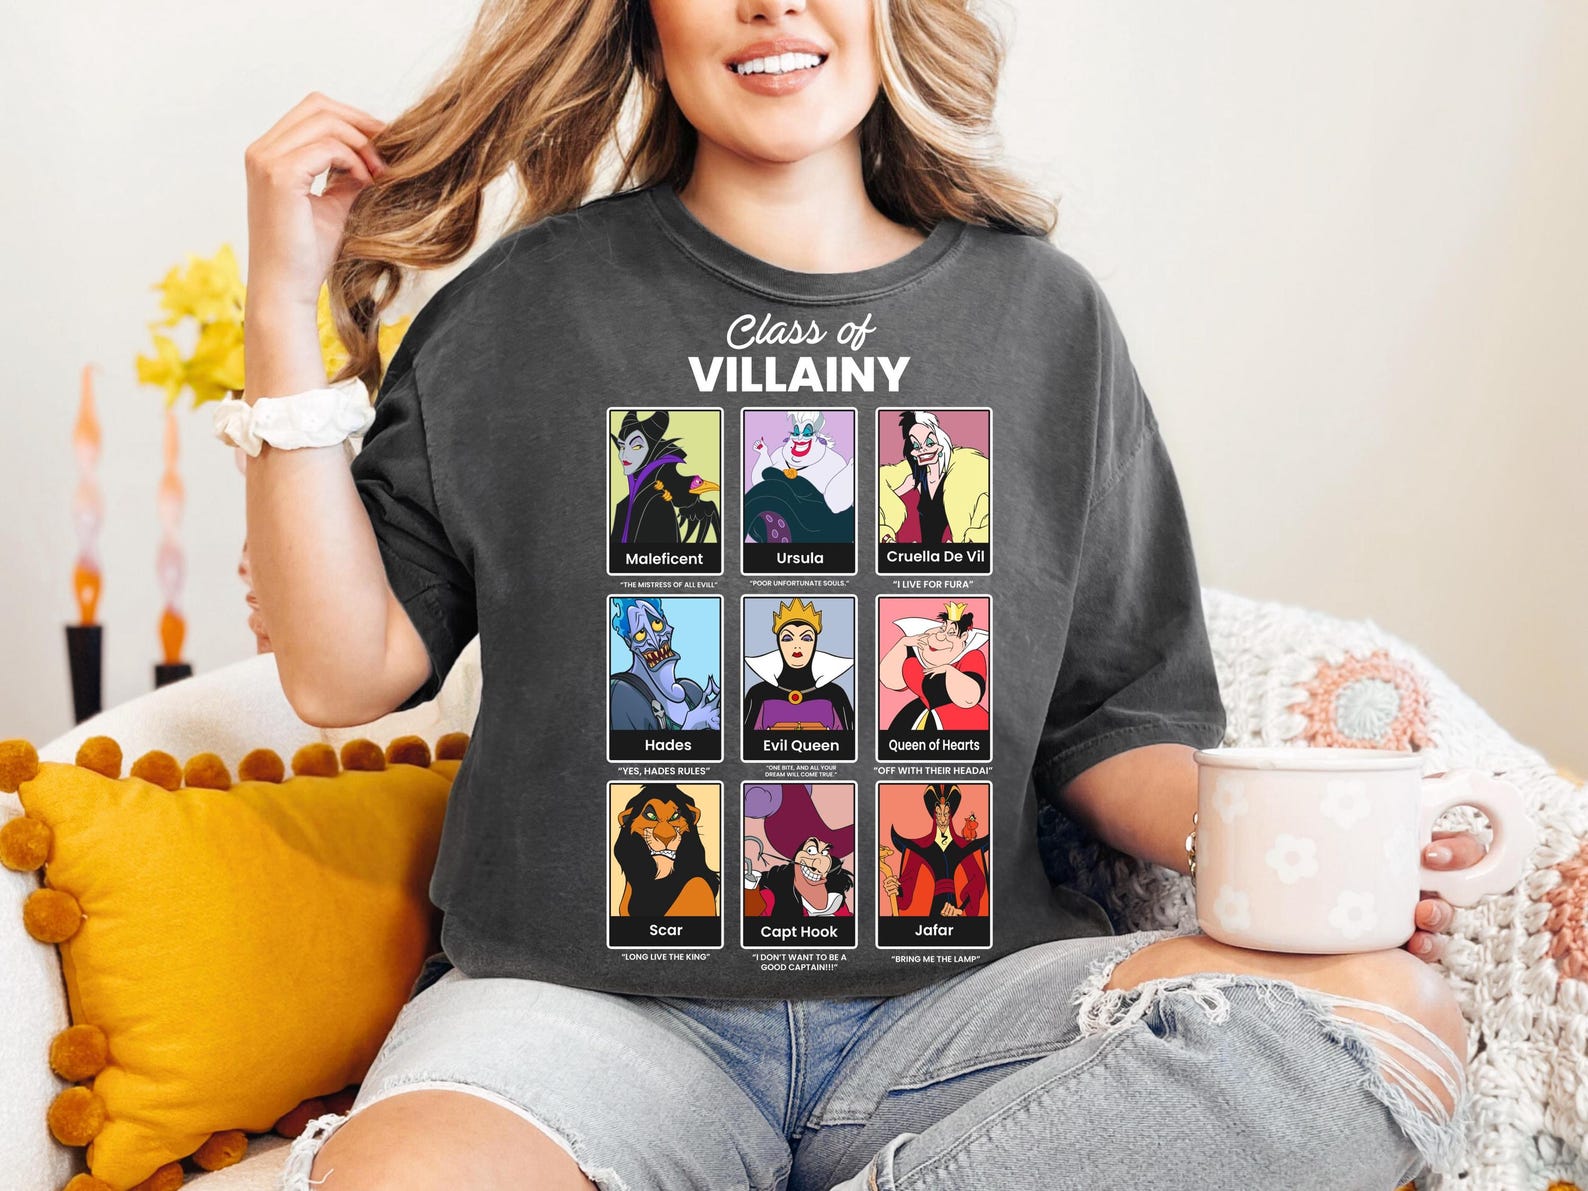 Class of
VILLAINY
Maleficent
Ursula
Cruella De Vil
"THE MISTRESS OF ALL EVILL"
"POOR UNFORTUNATE SOULS."
"I LIVE FOR FURA"
Hades
Evil Queen
Queen of Hearts
"YES, HADES RULES"
"ONE BITE, AND ALL YOUR
DREAM WILL COME TRUE."
"OFF WITH THEIR HEADAI"
Scar
Capt Hook
Jafar
"LONG LIVE THE KING"
"I DON'T WANT TO BE A
GOOD CAPTAIN!!!"
"BRING ME THE LAMP"